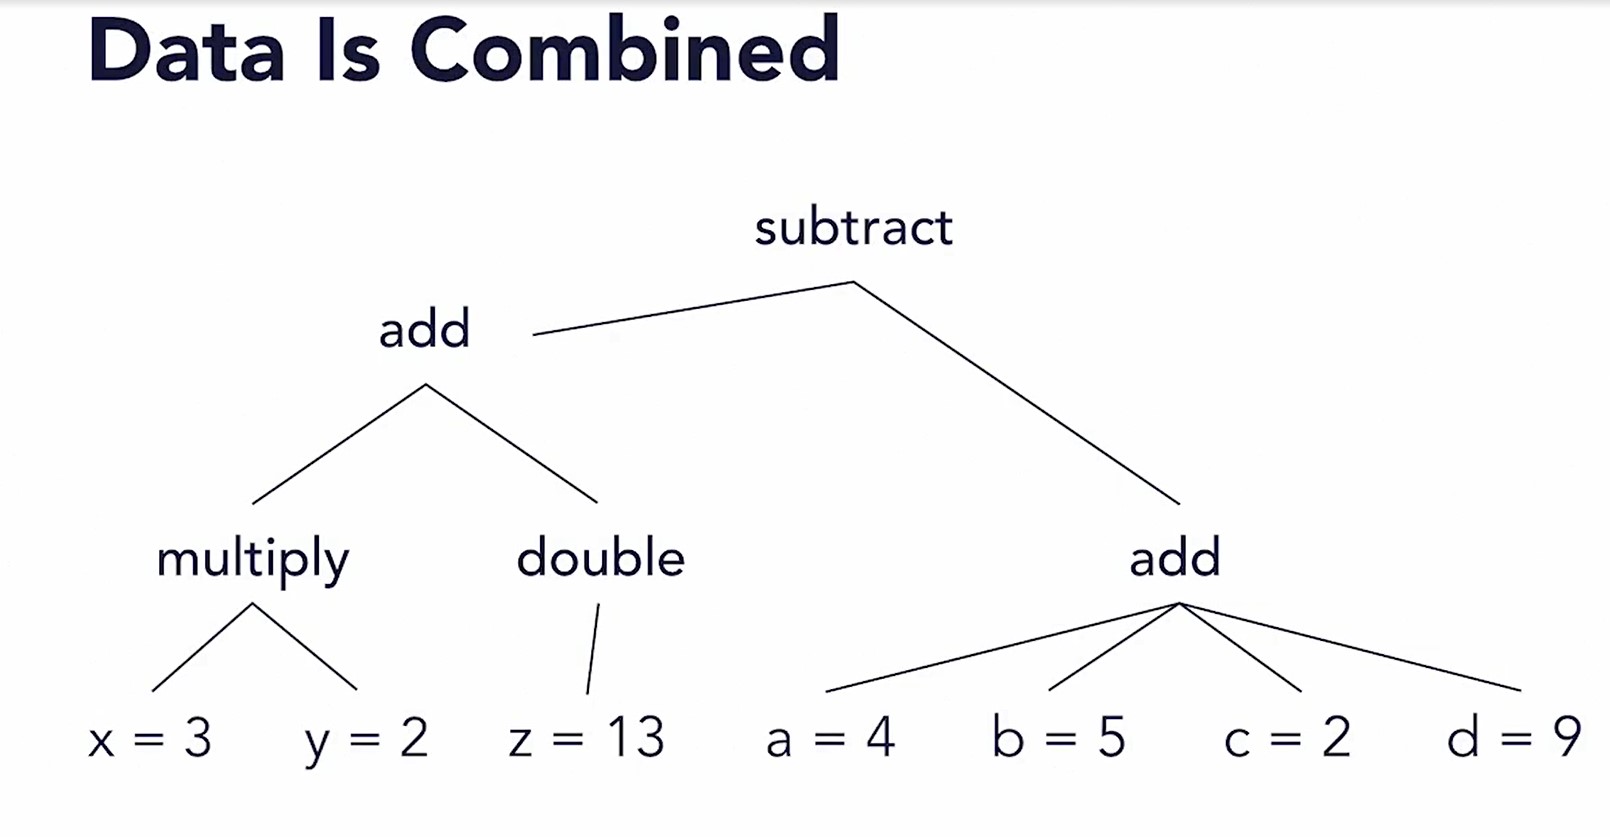 Data Is Combined
subtract
add
multiply double add
x = 3 y = 2 z = 13 a = 4 b = 5 c = 2 d = 9